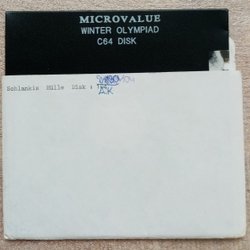 MICROVALUE
WINTER OLYMPIAD
C64 DISK
Schlankis Hille Disk :
A.K